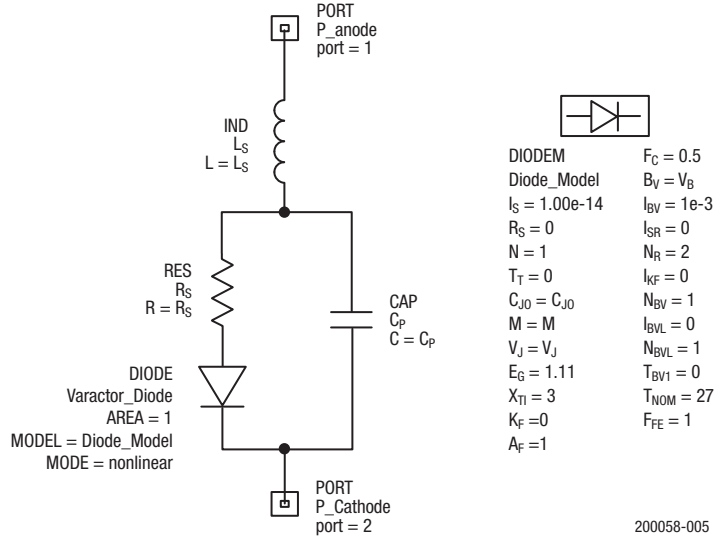 PORT
P_anode
port = 1
IND
LS
L = LS
RES
RS
R = RS
CAP
CP
C = CP
DIODE
Varactor_Diode
AREA = 1
MODEL = Diode_Model
MODE = nonlinear
PORT
P_Cathode
port = 2
DIODEM
Diode_Model
IS = 1.00e-14
RS = 0
N = 1
TT = 0
CJO = CJO
M = M
VJ = VJ
EG = 1.11
XTI = 3
KF =0
AF =1
FC = 0.5
BV = VB
IBV = 1e-3
ISR = 0
NR = 2
IKF = 0
NBV = 1
IBVL = 0
NBVL = 1
TBV1 = 0
TNOM = 27
FFE = 1
200058-005